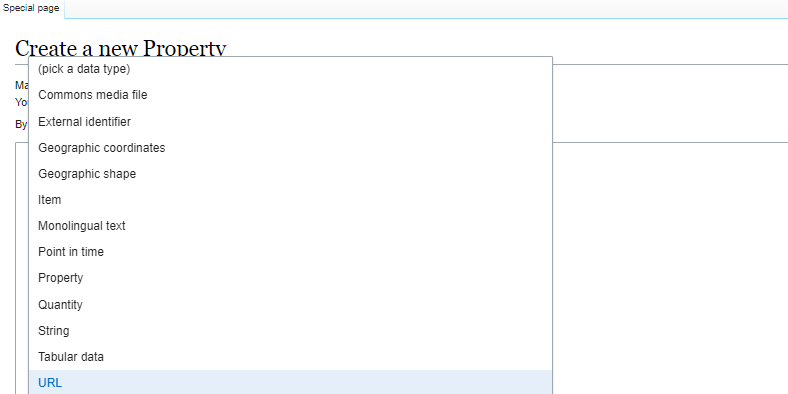 Special page
Create a new Property
(pick a data type)
Ma
Commons media file
Yo
By
External identifier
Geographic coordinates
Geographic shape
Item
Monolingual text
Point in time
Property
Quantity
String
Tabular data
URL